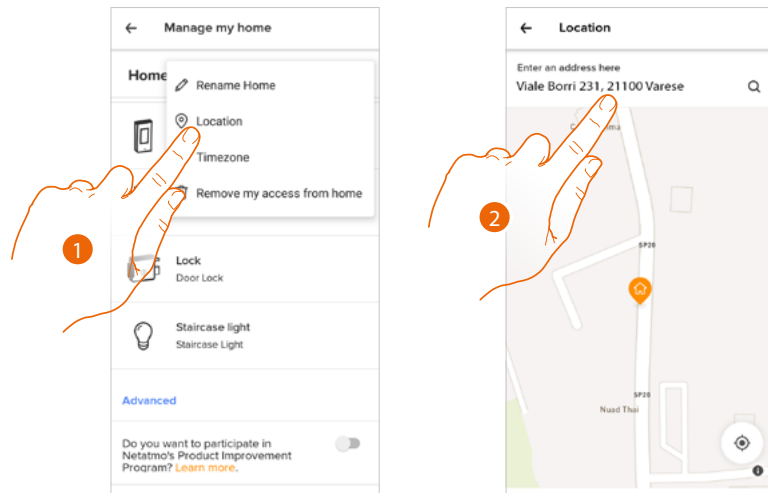 Manage my home
Home
Rename Home
Location
Timezone
Remove my access from home
1
Lock
Door Lock
Staircase light
Staircase Light
Advanced
Do you want to participate in
Netatmo's Product Improvement
Program? Learn more.
Location
Enter an address here
Viale Borri 231, 21100 Varese
2
SP20
SP20
Nuad Thai